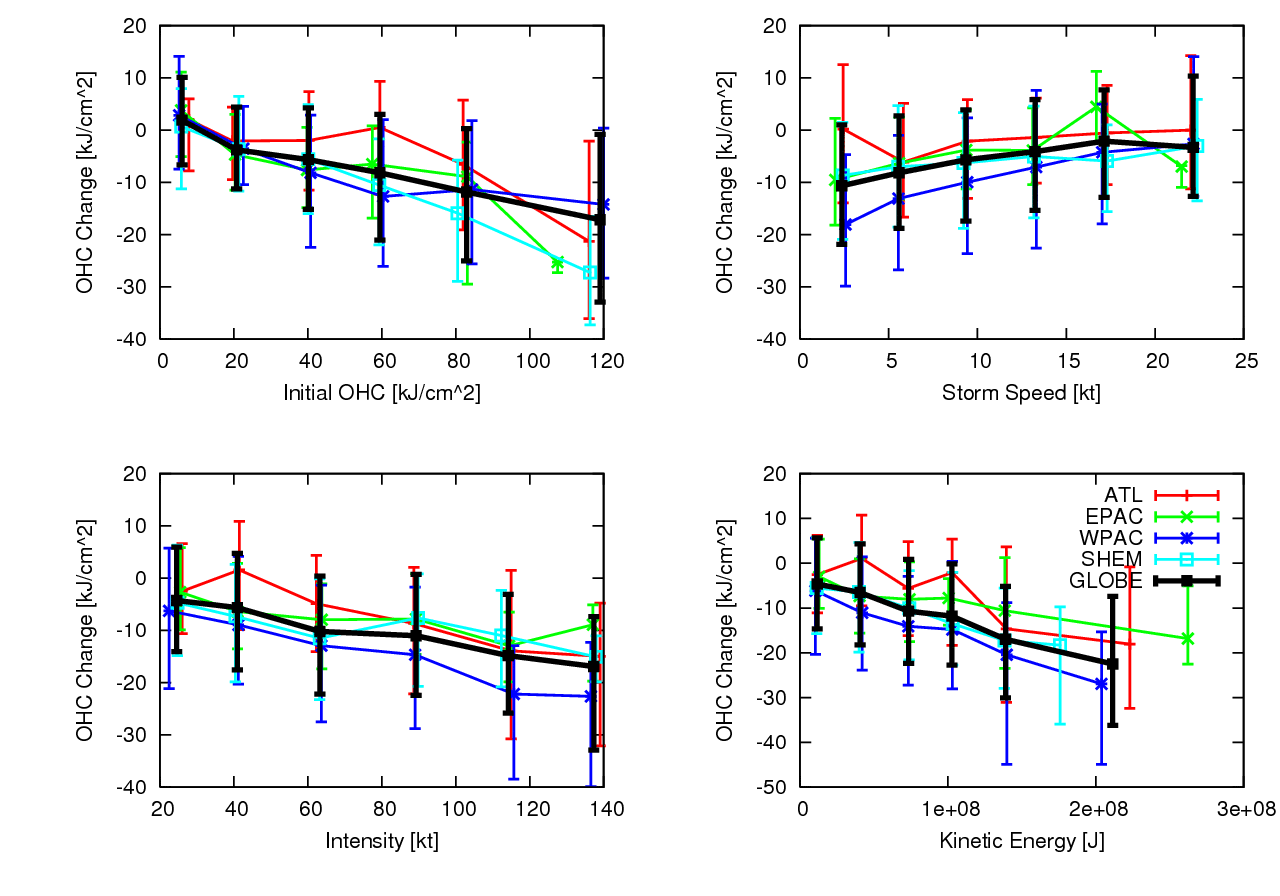 20
10
0
-10
-20
-30
-40
OHC Change [kJ/cm^2]
0 20 40 60 80 100 120
Initial OHC [kJ/cm^2]
20
10
0
-10
-20
-30
-40
OHC Change [kJ/cm^2]
0 5 10 15 20 25
Storm Speed [kt]
20
10
0
-10
-20
-30
-40
OHC Change [kJ/cm^2]
20 40 60 80 100 120 140
Intensity [kt]
20
10
0
-10
-20
-30
-40
-50
OHC Change [kJ/cm^2]
0 1e+08 2e+08 3e+08
Kinetic Energy [J]
ATL
EPAC
WPAC
SHEM
GLOBE